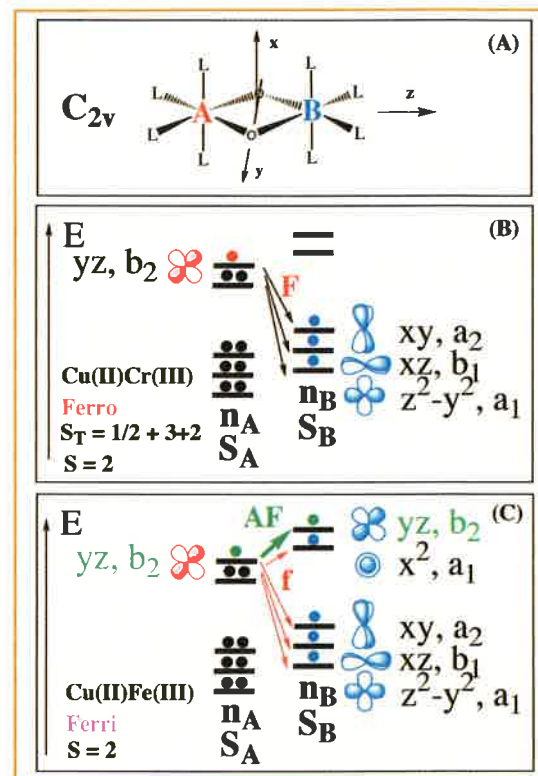 (A)
x
L L L L
C2v L A O B L z
L O L
L L
y
(B)
E
yz, b2
F
xy, a2
xz, b1
z²-y², a1
Cu(II)Cr(III)
Ferro
ST = 1/2 + 3+2
S = 2
nA
SA
nB
SB
(C)
E
AF
yz, b2
yz, b2
f
x², a1
xy, a2
xz, b1
z²-y², a1
Cu(II)Fe(III)
Ferri
S = 2
nA
SA
nB
SB